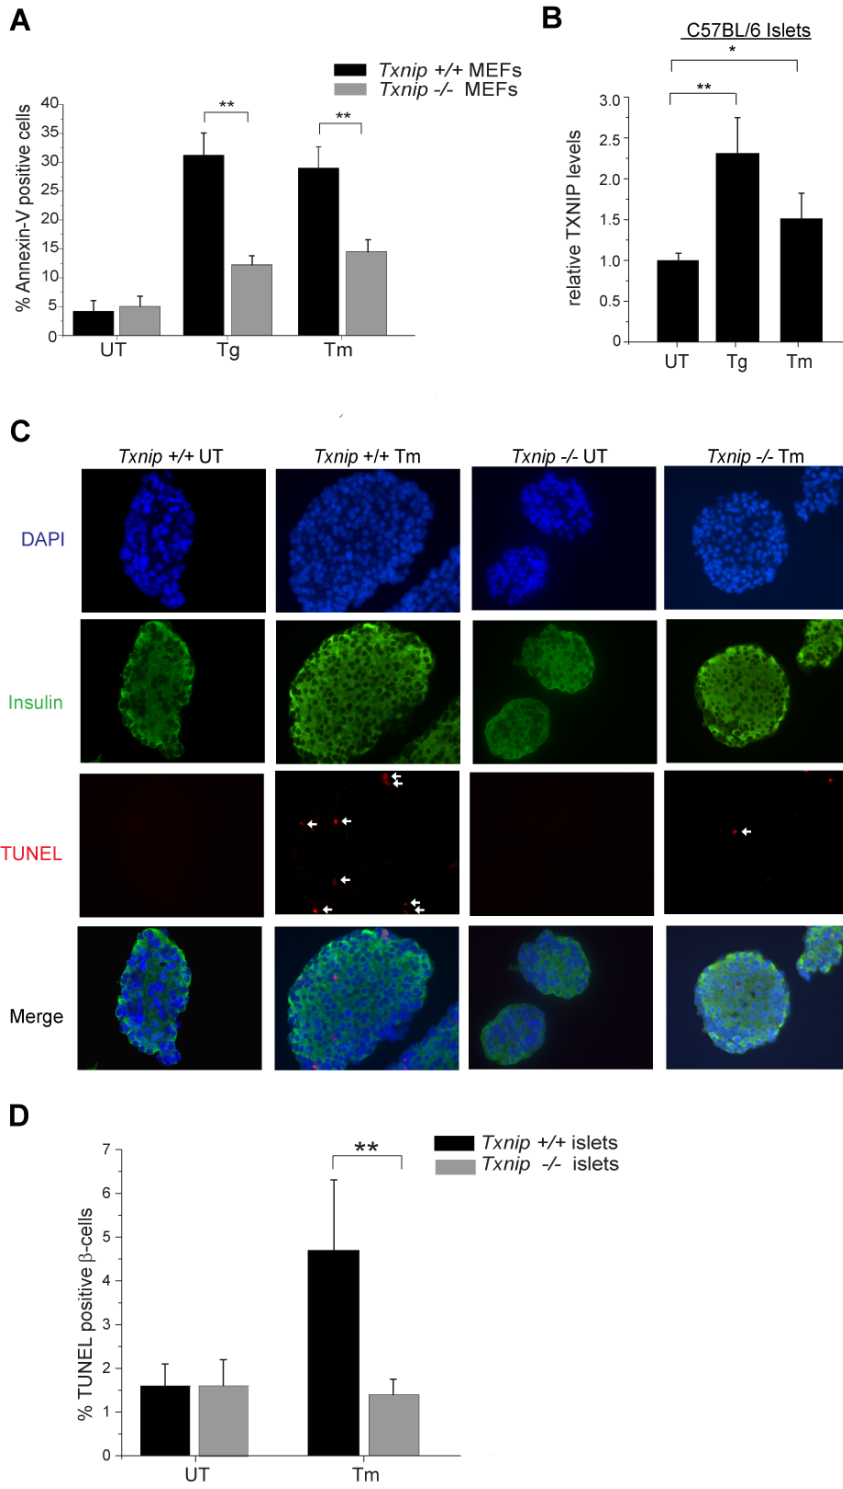 A
Txnip +/+ MEFs
Txnip -/- MEFs
% Annexin-V positive cells
40
35
30
25
20
15
10
5
0
**
**
UT Tg Tm
B
C57BL/6 Islets
*
**
relative TXNIP levels
3.0
2.5
2.0
1.5
1.0
0.5
0
UT Tg Tm
C
Txnip +/+ UT Txnip +/+ Tm Txnip -/- UT Txnip -/- Tm
DAPI
Insulin
TUNEL
Merge
D
Txnip +/+ islets
Txnip -/- islets
% TUNEL positive β-cells
7
6
5
4
3
2
1
0
**
UT Tm